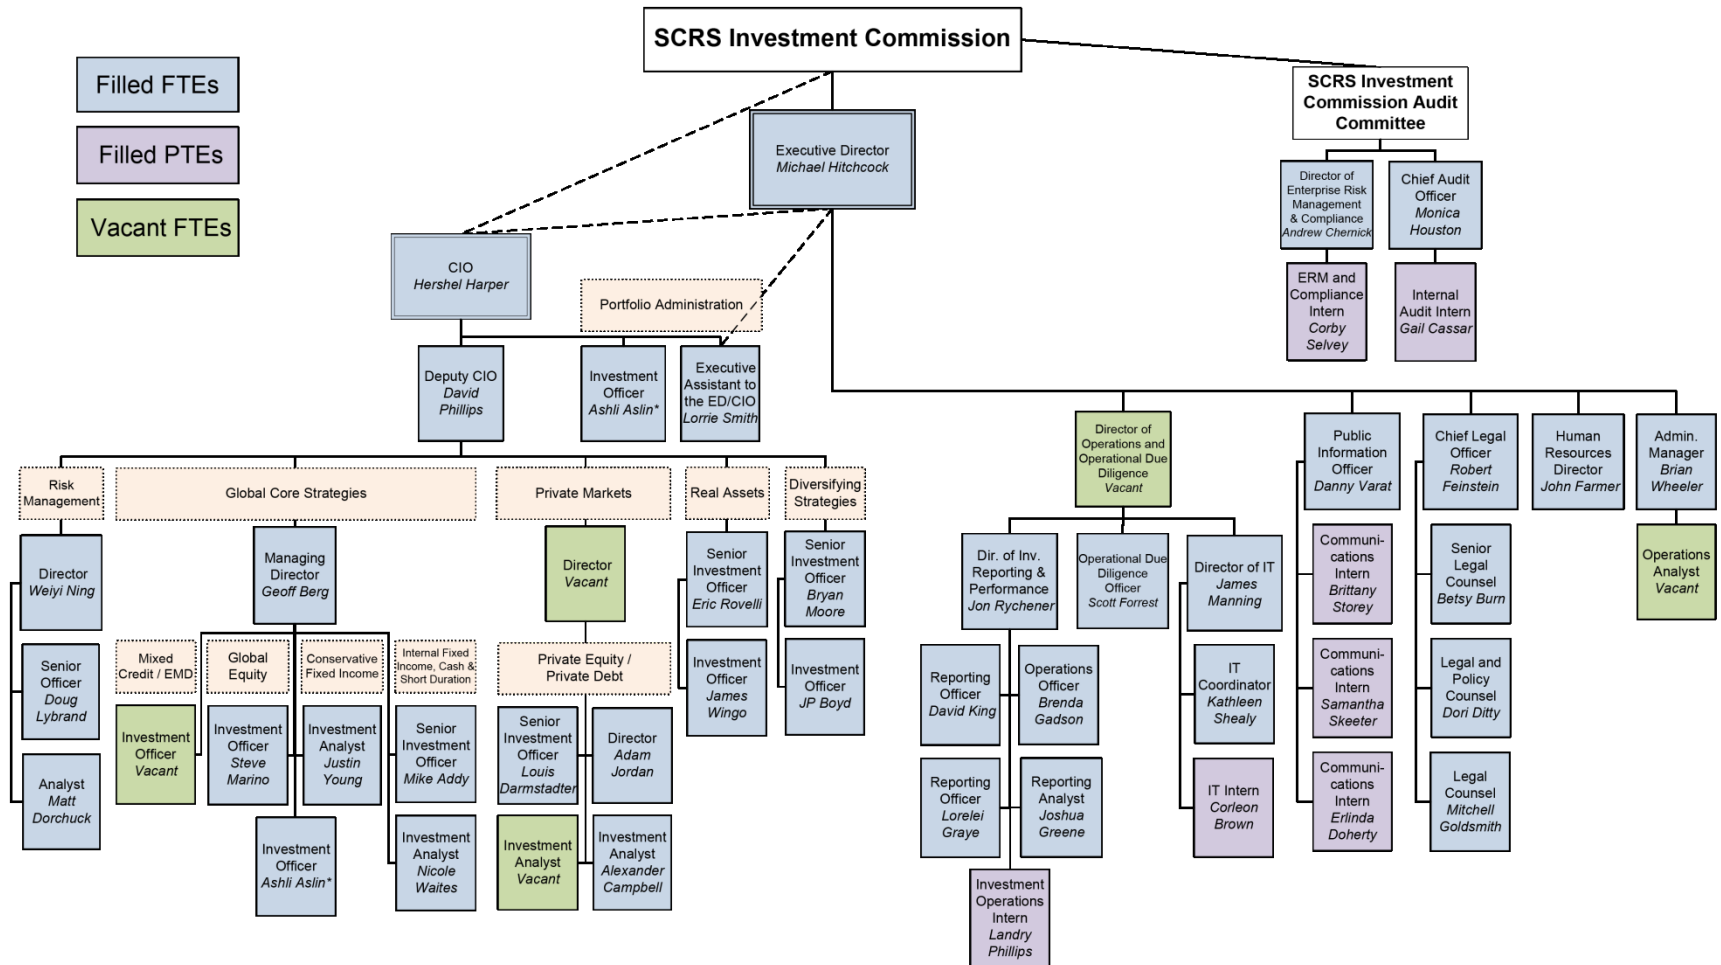 SCRS Investment Commission
SCRS Investment
Commission Audit
Committee
Filled FTEs
Filled PTEs
Vacant FTEs
Executive Director
Michael Hitchcock
Director of
Enterprise Risk
Management
& Compliance
Andrew Chernick
Chief Audit
Officer
Monica
Houston
ERM and
Compliance
Intern
Corby
Selvey
Internal
Audit Intern
Gail Cassar
CIO
Hershel Harper
Portfolio Administration
Deputy CIO
David
Phillips
Investment
Officer
Ashli Aslin*
Executive
Assistant to
the ED/CIO
Lorrie Smith
Director of
Operations and
Operational Due
Diligence
Vacant
Public
Information
Officer
Danny Varat
Chief Legal
Officer
Robert
Feinstein
Human
Resources
Director
John Farmer
Admin.
Manager
Brian
Wheeler
Risk
Management
Global Core Strategies
Private Markets
Real Assets
Diversifying
Strategies
Director
Weiyi Ning
Managing
Director
Geoff Berg
Director
Vacant
Senior
Investment
Officer
Eric Rovelli
Senior
Investment
Officer
Bryan
Moore
Dir. of Inv.
Reporting &
Performance
Jon Rychener
Operational Due
Diligence
Officer
Scott Forrest
Director of IT
James
Manning
Communi-
cations
Intern
Brittany
Storey
Senior
Legal
Counsel
Betsy Burn
Operations
Analyst
Vacant
Senior
Officer
Doug
Lybrand
Mixed
Credit / EMD
Global
Equity
Conservative
Fixed Income
Internal Fixed
Income, Cash &
Short Duration
Private Equity /
Private Debt
Investment
Officer
James
Wingo
Investment
Officer
JP Boyd
Reporting
Officer
David King
Operations
Officer
Brenda
Gadson
IT
Coordinator
Kathleen
Shealy
Communi-
cations
Intern
Samantha
Skeeter
Legal and
Policy
Counsel
Dori Ditty
Analyst
Matt
Dorchuck
Investment
Officer
Vacant
Investment
Officer
Steve
Marino
Investment
Analyst
Justin
Young
Senior
Investment
Officer
Mike Addy
Senior
Investment
Officer
Louis
Darmstadter
Director
Adam
Jordan
Reporting
Officer
Lorelei
Graye
Reporting
Analyst
Joshua
Greene
IT Intern
Corleon
Brown
Communi-
cations
Intern
Erlinda
Doherty
Legal
Counsel
Mitchell
Goldsmith
Investment
Officer
Ashli Aslin*
Investment
Analyst
Nicole
Waites
Investment
Analyst
Vacant
Investment
Analyst
Alexander
Campbell
Investment
Operations
Intern
Landry
Phillips